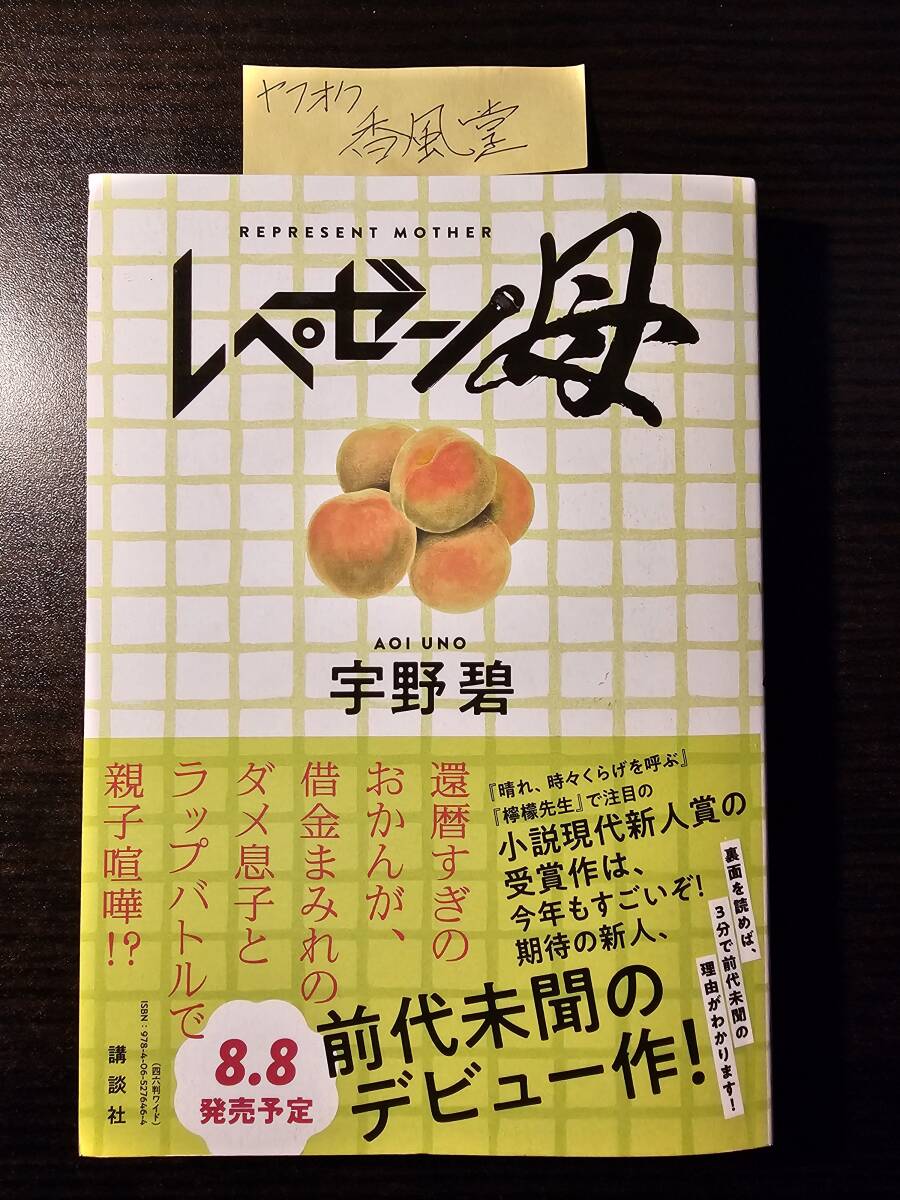 ヤフオク
香風堂
REPRESENT MOTHER
レペゼン母
AOI UNO
宇野 碧
還暦すぎの
おかんが、
借金まみれの
ダメ息子と
ラップバトルで
親子喧嘩!?
『晴れ、時々くらげを呼ぶ』
『檸檬先生』で注目の
小説現代新人賞の
受賞作は、
今年もすごいぞ!
期待の新人、
前代未聞の
デビュー作!
裏面を読めば、
3分で前代未聞の
理由がわかります!
8.8
発売予定
(四六判ワイド)
ISBN:978-4-06-527646-4
講談社